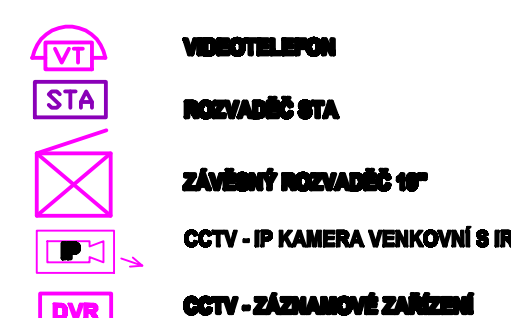 VT VIDEOTELEFON
STA ROZVADĚČ STA
ZÁVĚSNÝ ROZVADĚČ 19"
IP CCTV - IP KAMERA VENKOVNÍ S IR
DVR CCTV - ZÁZNAMOVÉ ZAŘÍZENÍ